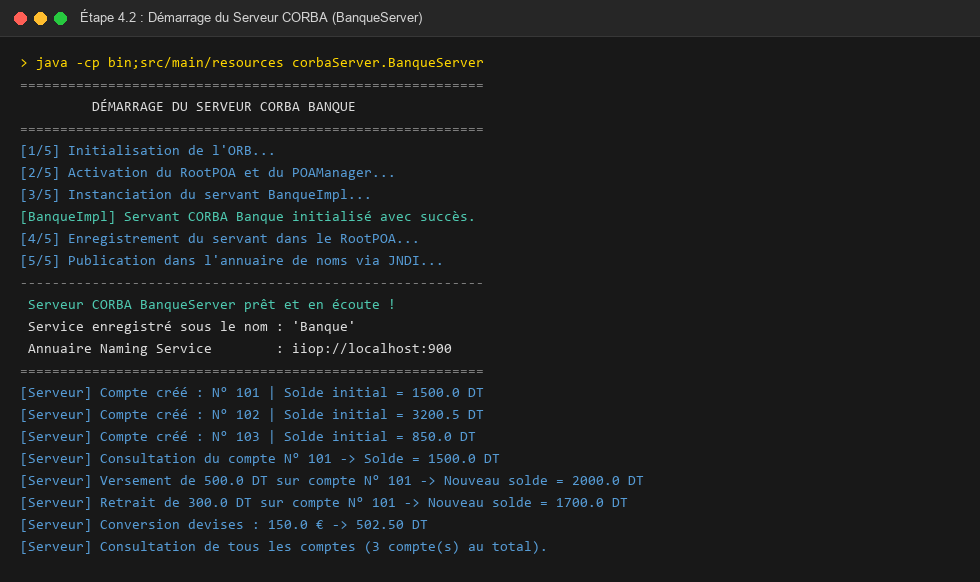 Étape 4.2 : Démarrage du Serveur CORBA (BanqueServer)
> java -cp bin;src/main/resources corbaServer.BanqueServer
==========================================================
DÉMARRAGE DU SERVEUR CORBA BANQUE
==========================================================
[1/5] Initialisation de l'ORB...
[2/5] Activation du RootPOA et du POAManager...
[3/5] Instanciation du servant BanqueImpl...
[BanqueImpl] Servant CORBA Banque initialisé avec succès.
[4/5] Enregistrement du servant dans le RootPOA...
[5/5] Publication dans l'annuaire de noms via JNDI...
----------------------------------------------------------
Serveur CORBA BanqueServer prêt et en écoute !
Service enregistré sous le nom : 'Banque'
Annuaire Naming Service        : iiop://localhost:900
==========================================================
[Serveur] Compte créé : Nº 101 | Solde initial = 1500.0 DT
[Serveur] Compte créé : Nº 102 | Solde initial = 3200.5 DT
[Serveur] Compte créé : Nº 103 | Solde initial = 850.0 DT
[Serveur] Consultation du compte Nº 101 -> Solde = 1500.0 DT
[Serveur] Versement de 500.0 DT sur compte Nº 101 -> Nouveau solde = 2000.0 DT
[Serveur] Retrait de 300.0 DT sur compte Nº 101 -> Nouveau solde = 1700.0 DT
[Serveur] Conversion devises : 150.0 € -> 502.50 DT
[Serveur] Consultation de tous les comptes (3 compte(s) au total).